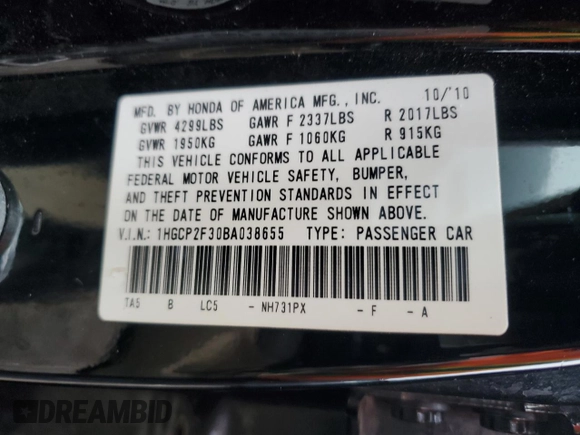 MFD. BY HONDA OF AMERICA MFG., INC. 10/'10
GVWR 4299LBS GAWR F 2337LBS R 2017LBS
GVWR 1950KG GAWR F 1060KG R 915KG
THIS VEHICLE CONFORMS TO ALL APPLICABLE
FEDERAL MOTOR VEHICLE SAFETY, BUMPER,
AND THEFT PREVENTION STANDARDS IN EFFECT
ON THE DATE OF MANUFACTURE SHOWN ABOVE.
V.I.N.: 1HGCP2F30BA038655 TYPE: PASSENGER CAR
TA5 B LC5 - NH731PX - F - A
DREAMBID